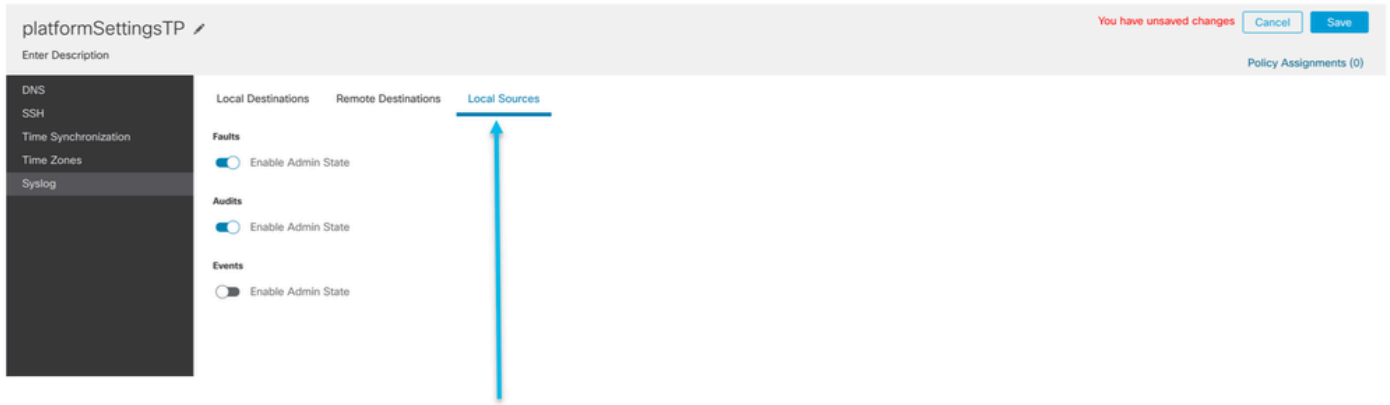 platformSettingsTP
You have unsaved changes Cancel Save
Enter Description
Policy Assignments (0)
DNS
SSH
Time Synchronization
Time Zones
Syslog
Local Destinations Remote Destinations Local Sources
Faults
Enable Admin State
Audits
Enable Admin State
Events
Enable Admin State